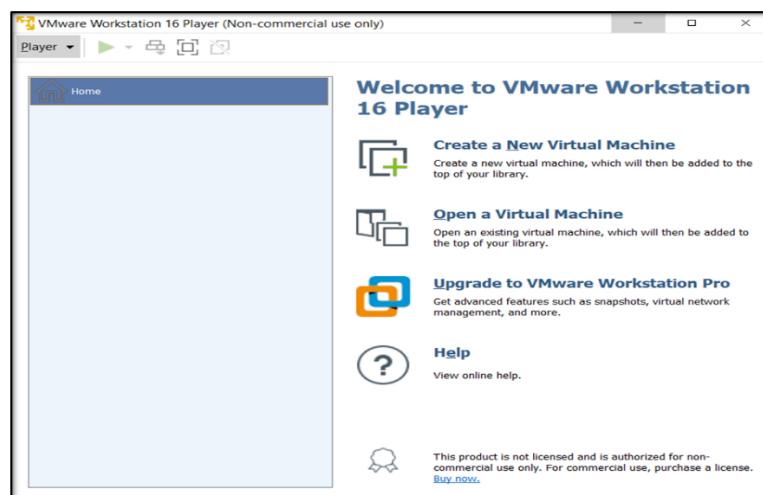 VMware Workstation 16 Player (Non-commercial use only)
Player
Home
Welcome to VMware Workstation
16 Player
Create a New Virtual Machine
Create a new virtual machine, which will then be added to the
top of your library.
Open a Virtual Machine
Open an existing virtual machine, which will then be added to
the top of your library.
Upgrade to VMware Workstation Pro
Get advanced features such as snapshots, virtual network
management, and more.
Help
View online help.
This product is not licensed and is authorized for non-
commercial use only. For commercial use, purchase a license.
Buy now.